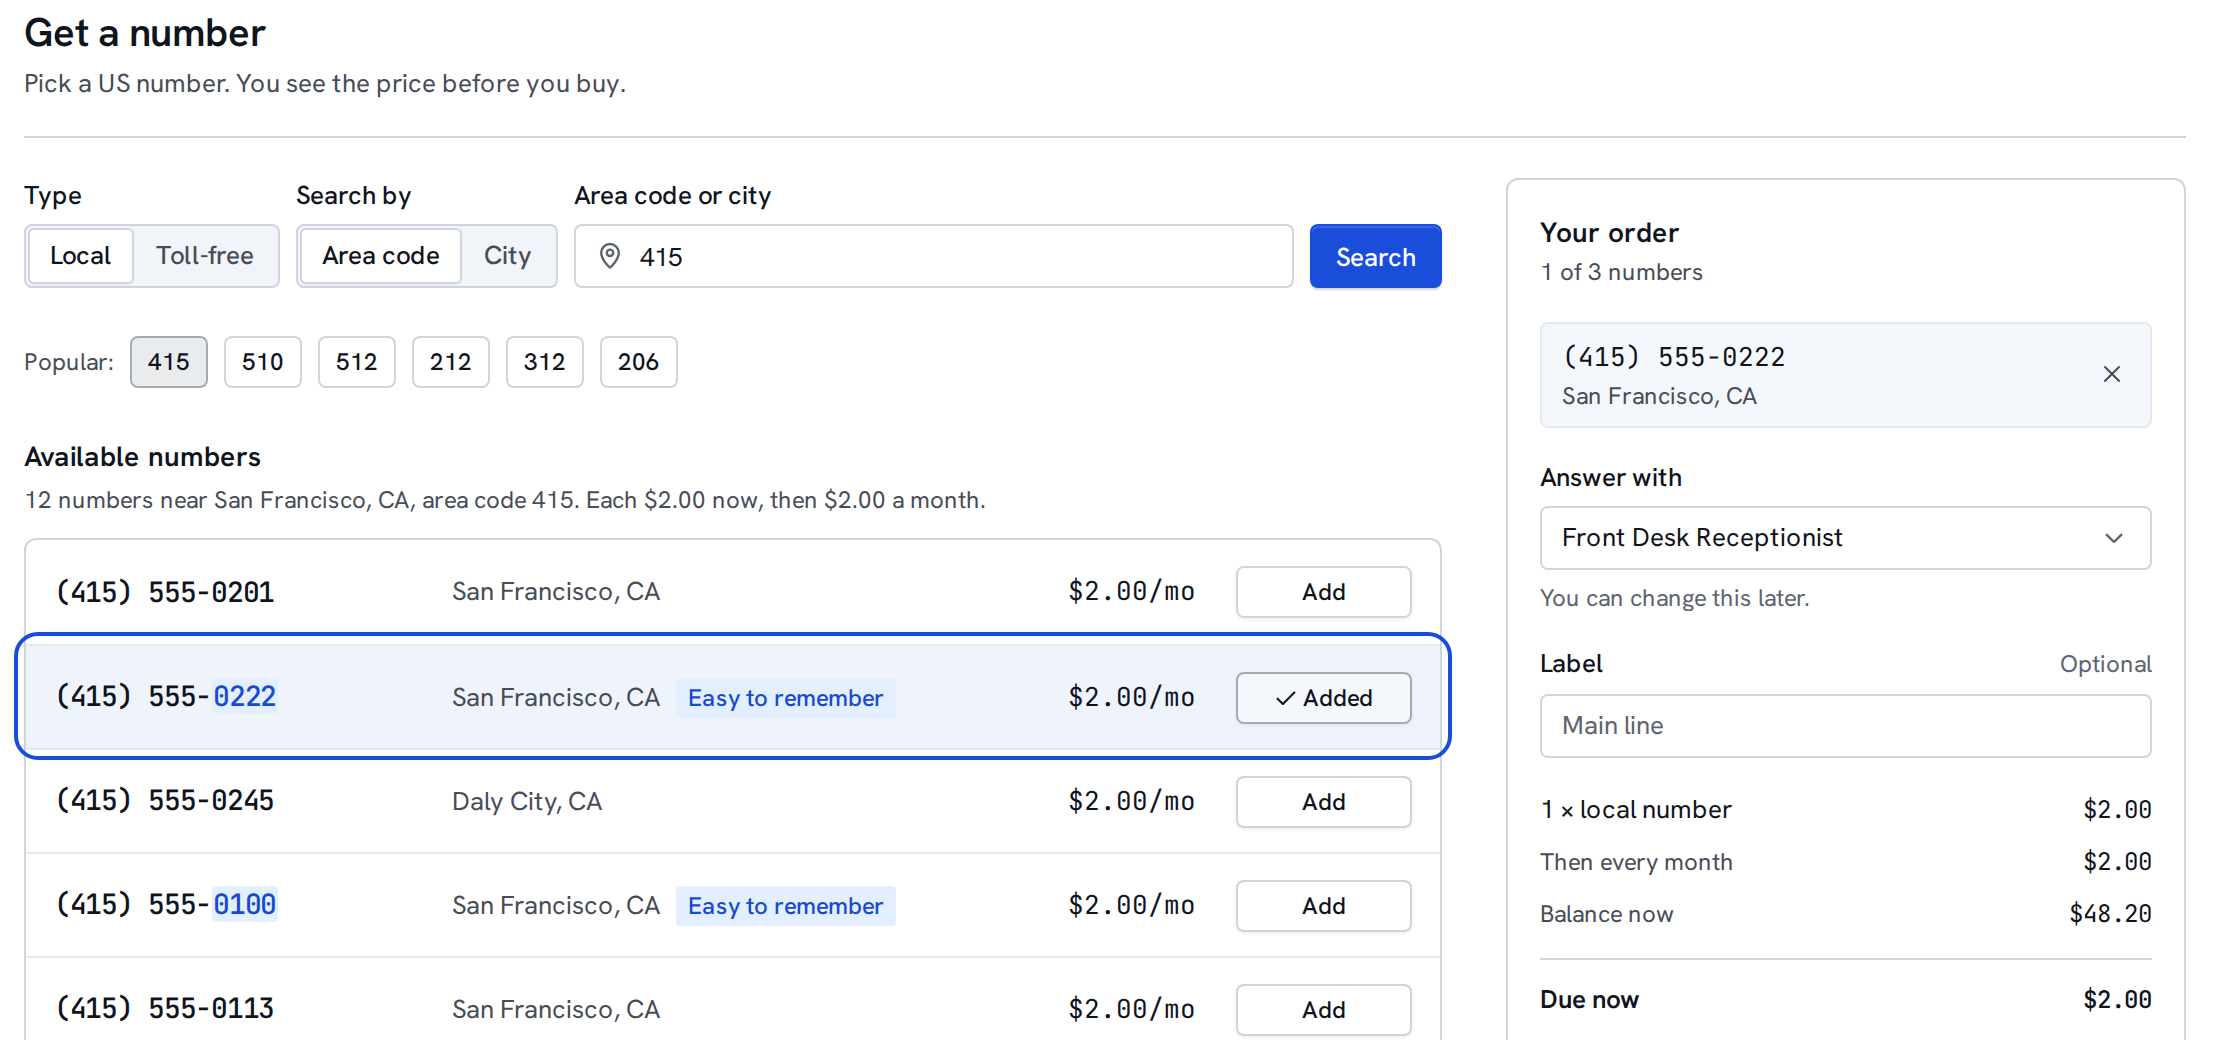 Get a number
Pick a US number. You see the price before you buy.
Type
Local
Toll-free
Search by
Area code
City
Area code or city
415
Search
Popular: 415 510 512 212 312 206
Available numbers
12 numbers near San Francisco, CA, area code 415. Each $2.00 now, then $2.00 a month.
(415) 555-0201 San Francisco, CA $2.00/mo Add
(415) 555-0222 San Francisco, CA Easy to remember $2.00/mo ✓ Added
(415) 555-0245 Daly City, CA $2.00/mo Add
(415) 555-0100 San Francisco, CA Easy to remember $2.00/mo Add
(415) 555-0113 San Francisco, CA $2.00/mo Add
Your order
1 of 3 numbers
(415) 555-0222
San Francisco, CA
Answer with
Front Desk Receptionist
You can change this later.
Label Optional
Main line
1 × local number $2.00
Then every month $2.00
Balance now $48.20
Due now $2.00